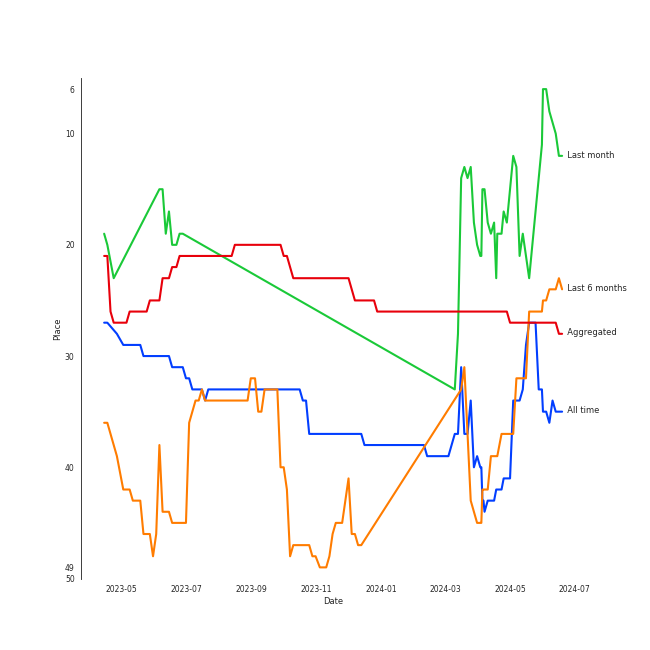 6
10
Last month
20
Last 6 months
Place
Aggregated
30
All time
40
49
50
2023-05 2023-07 2023-09 2023-11 2024-01 2024-03 2024-05 2024-07
Date